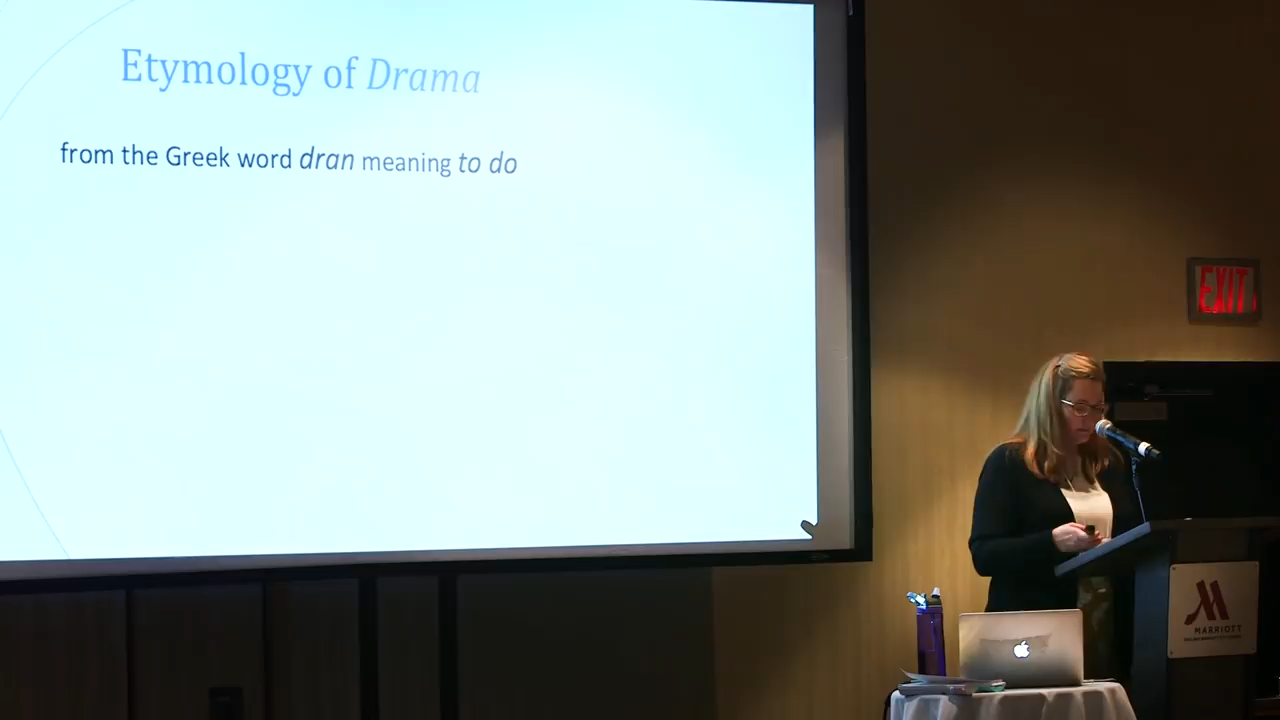 Etymology of Drama
from the Greek word dran meaning to do
EXIT
MARRIOTT